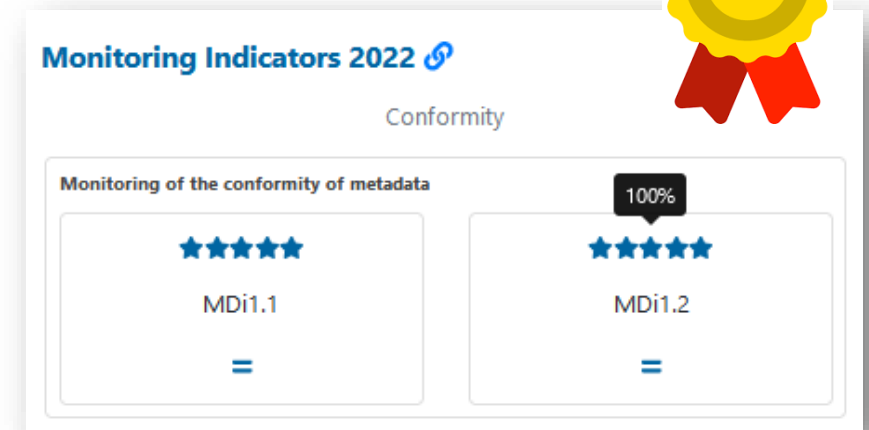 Monitoring Indicators 2022
Conformity
Monitoring of the conformity of metadata
100%
MDi1.1
MDi1.2
=
=